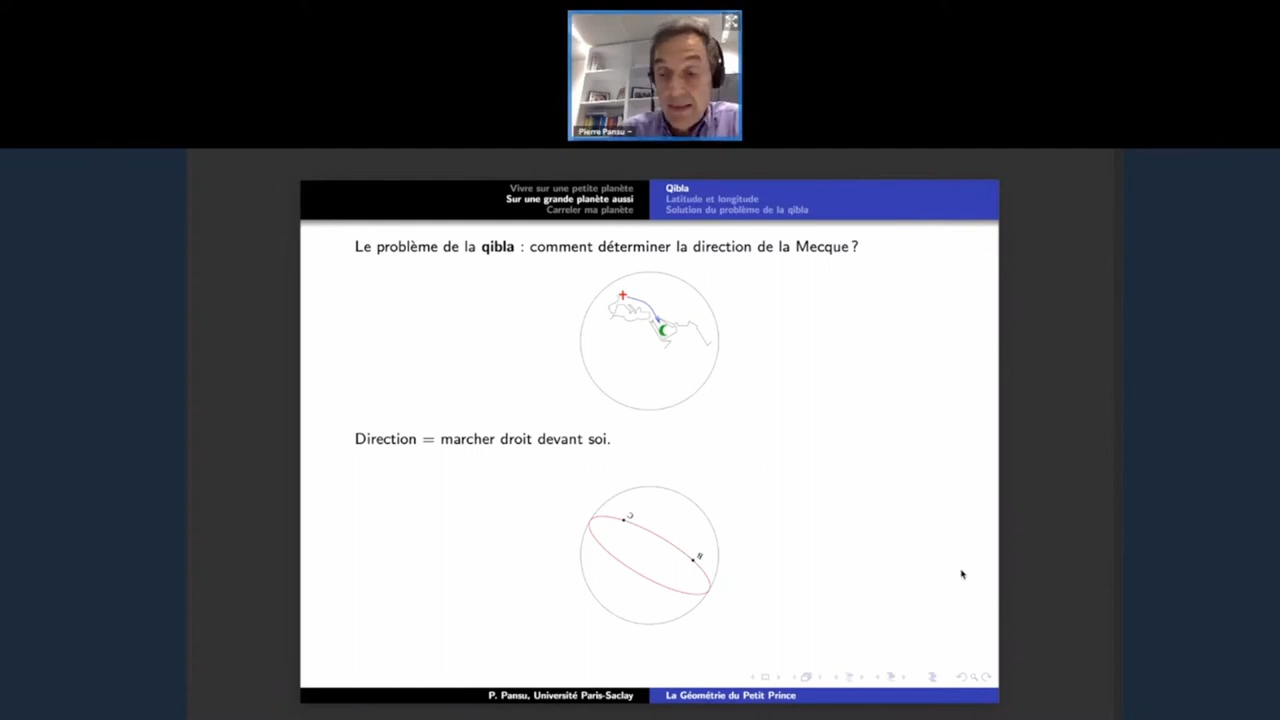 Pierre Pansu
Vivre sur une petite planète
Sur une grande planète aussi
Carreler ma planète
Qibla
Latitude et longitude
Solution du problème de la qibla
Le problème de la qibla : comment déterminer la direction de la Mecque ?
Direction = marcher droit devant soi.
P. Pansu, Université Paris-Saclay
La Géométrie du Petit Prince